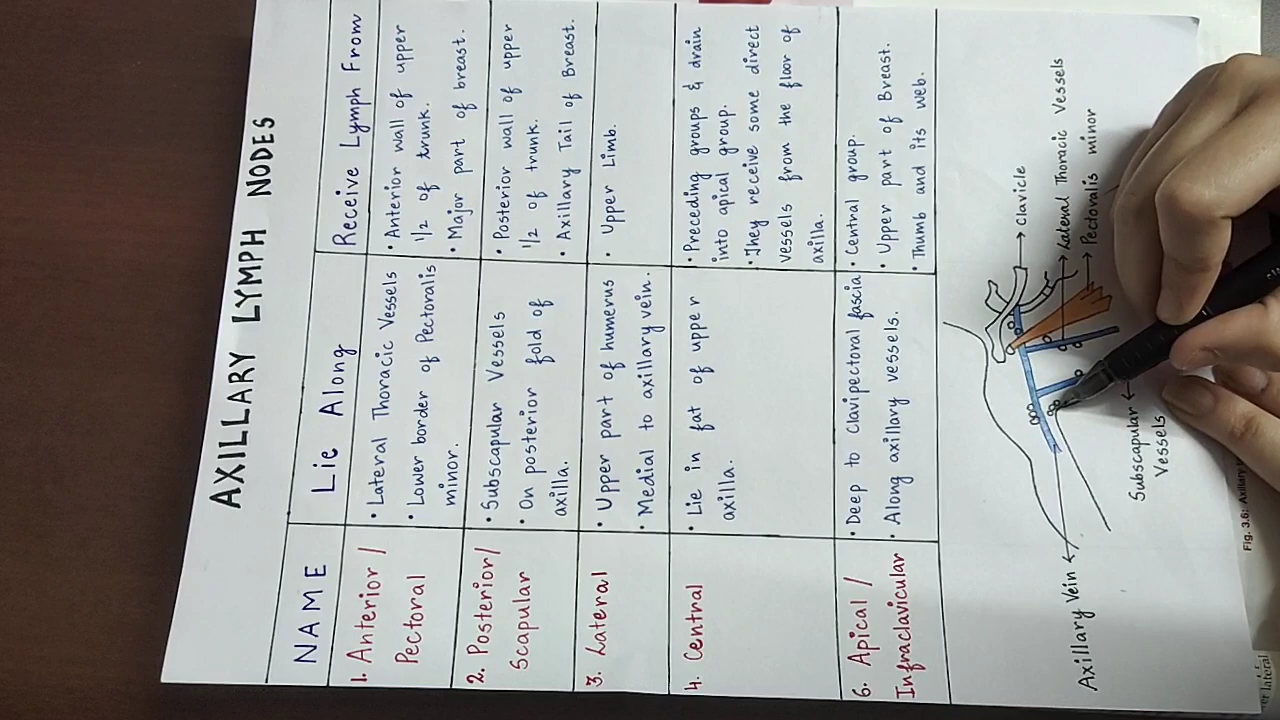 AXILLARY LYMPH NODES
NAME
Lie Along
Receive Lymph From
1. Anterior /
Pectoral
• Lateral Thoracic Vessels
• Lower border of Pectoralis
minor.
• Anterior wall of upper
1/2 of trunk.
• Major part of breast.
2. Posterior/
Scapular
• Subscapular Vessels
• On posterior fold of
axilla.
• Posterior wall of upper
1/2 of trunk.
• Axillary Tail of Breast.
3. Lateral
• Upper part of humerus
• Medial to axillary vein.
• Upper Limb.
4. Central
• Lie in fat of upper
axilla.
• Preceding groups & drain
into apical group.
• They receive some direct
vessels from the floor of
axilla.
6. Apical /
Infraclavicular
• Deep to clavipectoral fascia
• Along axillary vessels.
• Central group.
• Upper part of Breast.
• Thumb and its web.
→ Clavicle
→ Lateral Thoracic Vessels
→ Pectoralis minor
Axillary Vein ←
Subscapular ←
Vessels
Fig. 3.6: Axillary
lateral